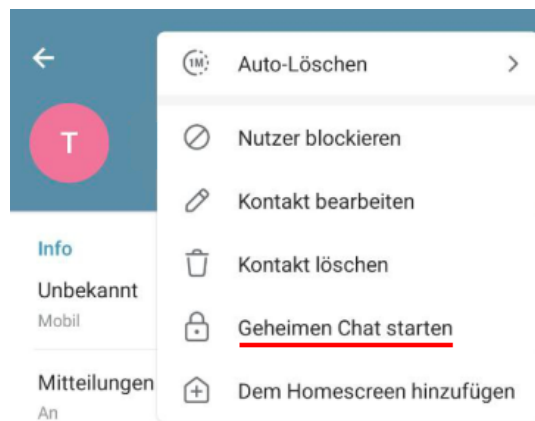 1M
Auto-Löschen
T
Nutzer blockieren
Kontakt bearbeiten
Info
Kontakt löschen
Unbekannt
Mobil
Geheimen Chat starten
Mitteilungen
Dem Homescreen hinzufügen
An